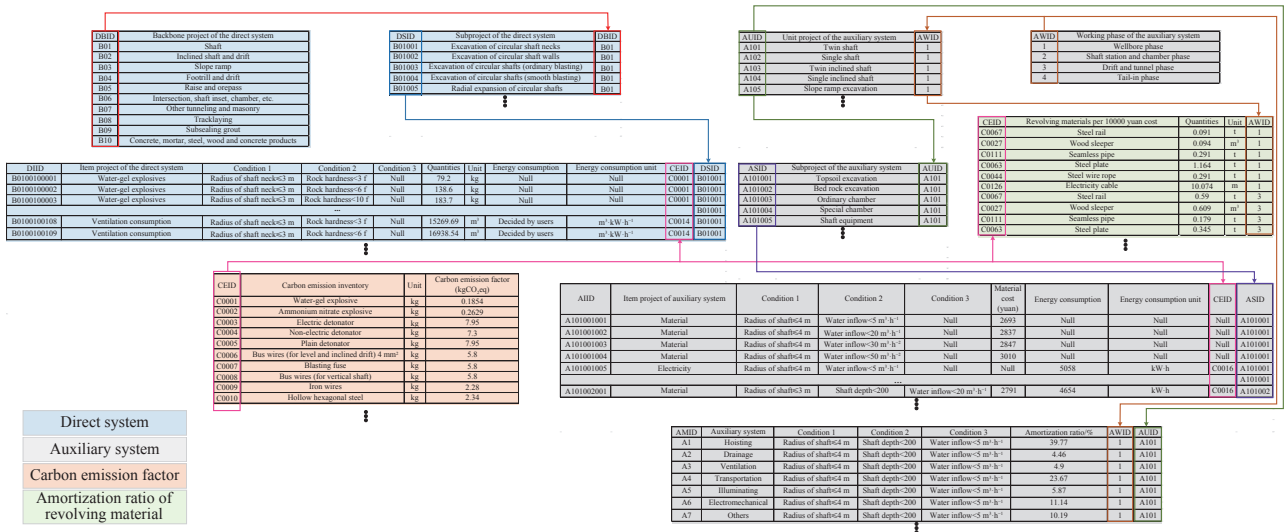 DBID Backbone project of the direct system
B01 Shaft
B02 Inclined shaft and drift
B03 Slope ramp
B04 Footrill and drift
B05 Raise and orepass
B06 Intersection, shaft inset, chamber, etc.
B07 Other tunneling and masonry
B08 Tracklaying
B09 Subsealing grout
B10 Concrete, mortar, steel, wood and concrete products
DSID Subproject of the direct system DBID
B01001 Excavation of circular shaft necks B01
B01002 Excavation of circular shaft walls B01
B01003 Excavation of circular shafts (ordinary blasting) B01
B01004 Excavation of circular shafts (smooth blasting) B01
B01005 Radial expansion of circular shafts B01
AUID Unit project of the auxiliary system AWID
A101 Twin shaft 1
A102 Single shaft 1
A103 Twin inclined shaft 1
A104 Single inclined shaft 1
A105 Slope ramp excavation 1
AWID Working phase of the auxiliary system
1 Wellbore phase
2 Shaft station and chamber phase
3 Drift and tunnel phase
4 Tail-in phase
CEID Revolving materials per 10000 yuan cost Quantities Unit AWID
C0067 Steel rail 0.091 t 1
C0027 Wood sleeper 0.094 m³ 1
C0111 Seamless pipe 0.291 t 1
C0063 Steel plate 1.164 t 1
C0044 Steel wire rope 0.291 t 1
C0126 Electricity cable 10.074 m 1
C0067 Steel rail 0.59 t 3
C0027 Wood sleeper 0.609 m³ 3
C0111 Seamless pipe 0.179 t 3
C0063 Steel plate 0.345 t 3
DIID Item project of the direct system Condition 1 Condition 2 Condition 3 Quantities Unit Energy consumption Energy consumption unit CEID DSID
B0100100001 Water-gel explosives Radius of shaft neck≤3 m Rock hardness<3 f Null 79.2 kg Null Null C0001 B01001
B0100100002 Water-gel explosives Radius of shaft neck≤3 m Rock hardness<6 f Null 138.6 kg Null Null C0001 B01001
B0100100003 Water-gel explosives Radius of shaft neck≤3 m Rock hardness<10 f Null 183.7 kg Null Null C0001 B01001
... B01001
B0100100108 Ventilation consumption Radius of shaft neck≤3 m Rock hardness<3 f Null 15269.69 m³ Decided by users m³·kW·h⁻¹ C0014 B01001
B0100100109 Ventilation consumption Radius of shaft neck≤3 m Rock hardness<6 f Null 16938.54 m³ Decided by users m³·kW·h⁻¹ C0014 B01001
ASID Subproject of the auxiliary system AUID
A101001 Topsoil excavation A101
A101002 Bed rock excavation A101
A101003 Ordinary chamber A101
A101004 Special chamber A101
A101005 Shaft equipment A101
CEID Carbon emission inventory Unit Carbon emission factor
(kgCO₂eq)
C0001 Water-gel explosive kg 0.1854
C0002 Ammonium nitrate explosive kg 0.2629
C0003 Electric detonator kg 7.95
C0004 Non-electric detonator kg 7.3
C0005 Plain detonator kg 7.95
C0006 Bus wires (for level and inclined drift) 4 mm² kg 5.8
C0007 Blasting fuse kg 5.8
C0008 Bus wires (for vertical shaft) kg 5.8
C0009 Iron wires kg 2.28
C0010 Hollow hexagonal steel kg 2.34
AIID Item project of auxiliary system Condition 1 Condition 2 Condition 3 Material
cost
(yuan) Energy consumption Energy consumption unit CEID ASID
A101001001 Material Radius of shaft≤4 m Water inflow<5 m³·h⁻¹ Null 2693 Null Null Null A101001
A101001002 Material Radius of shaft≤4 m Water inflow<20 m³·h⁻¹ Null 2837 Null Null Null A101001
A101001003 Material Radius of shaft≤4 m Water inflow<30 m³·h⁻² Null 2847 Null Null Null A101001
A101001004 Material Radius of shaft≤4 m Water inflow<50 m³·h⁻¹ Null 3010 Null Null Null A101001
A101001005 Electricity Radius of shaft≤4 m Water inflow<5 m³·h⁻¹ Null Null 5058 kW·h C0016 A101001
... A101001
A101002001 Material Radius of shaft≤3 m Shaft depth<200 Water inflow<20 m³·h⁻¹ 2791 4654 kW·h C0016 A101002
AMID Auxiliary system Condition 1 Condition 2 Condition 3 Amortization ratio/% AWID AUID
A1 Hoisting Radius of shaft≤4 m Shaft depth<200 Water inflow<5 m³·h⁻¹ 39.77 1 A101
A2 Drainage Radius of shaft≤4 m Shaft depth<200 Water inflow<5 m³·h⁻¹ 4.46 1 A101
A3 Ventilation Radius of shaft≤4 m Shaft depth<200 Water inflow<5 m³·h⁻¹ 4.9 1 A101
A4 Transportation Radius of shaft≤4 m Shaft depth<200 Water inflow<5 m³·h⁻¹ 23.67 1 A101
A5 Illuminating Radius of shaft≤4 m Shaft depth<200 Water inflow<5 m³·h⁻¹ 5.87 1 A101
A6 Electromechanical Radius of shaft≤4 m Shaft depth<200 Water inflow<5 m³·h⁻¹ 11.14 1 A101
A7 Others Radius of shaft≤4 m Shaft depth<200 Water inflow<5 m³·h⁻¹ 10.19 1 A101
Direct system
Auxiliary system
Carbon emission factor
Amortization ratio of
revolving material